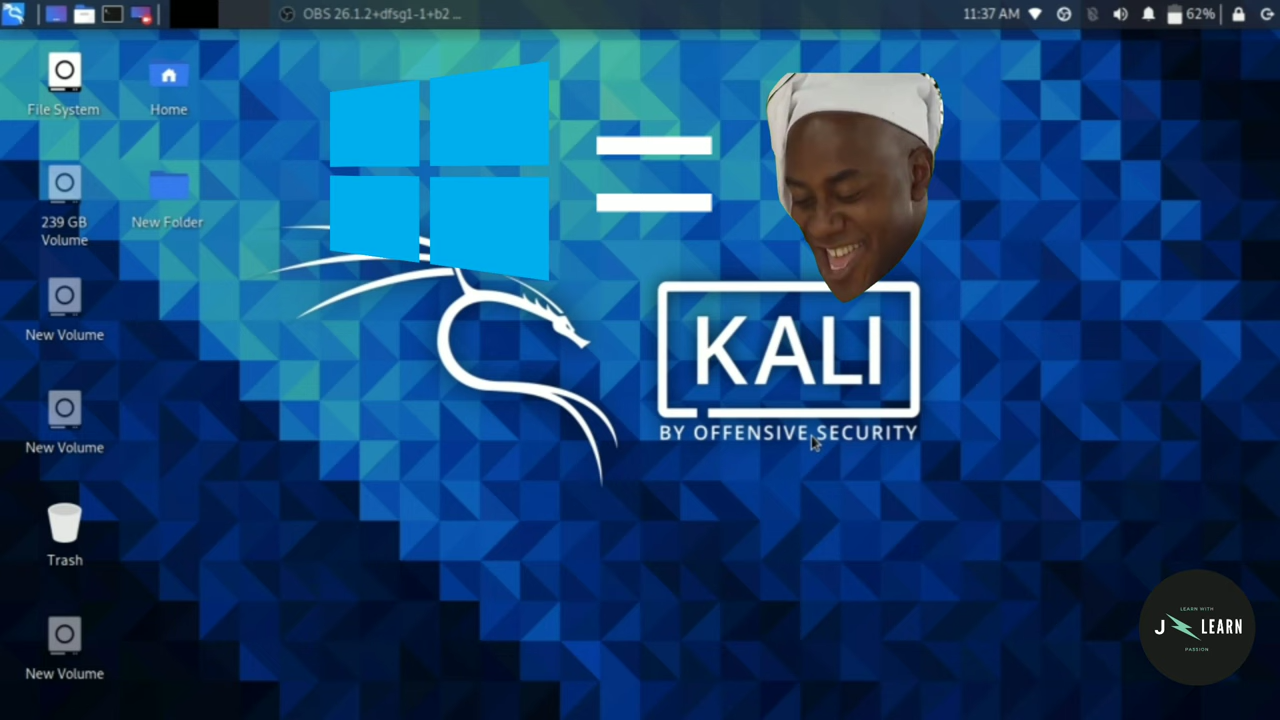 OBS 26.1.2+dfsg1-1+b2 ...
11:37 AM
62%
File System
Home
239 GB
Volume
New Folder
New Volume
New Volume
Trash
New Volume
KALI
BY OFFENSIVE SECURITY
LEARN WITH
J LEARN
PASSION